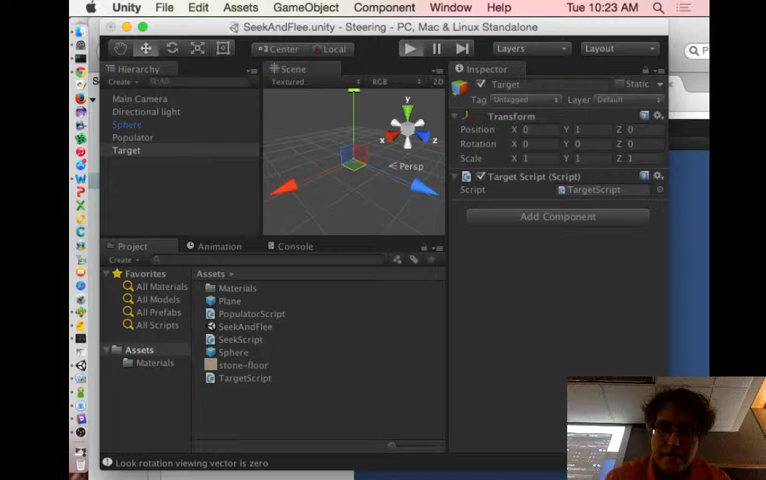 Unity File Edit Assets GameObject Component Window Help Tue 10:23 AM
SeekAndFlee.unity - Steering - PC, Mac & Linux Standalone
Center Local Layers Layout
Hierarchy
Create All
Main Camera
Directional light
Sphere
Populator
Target
Scene
Textured RGB 2D
y
x
z
Persp
Inspector
Target Static
Tag Untagged Layer Default
Transform
Position X 0 Y 1 Z 0
Rotation X 0 Y 0 Z 0
Scale X 1 Y 1 Z 1
Target Script (Script)
Script TargetScript
Add Component
Project Animation Console
Create
Favorites
All Materials
All Models
All Prefabs
All Scripts
Assets
Materials
Assets
Materials
Plane
PopulatorScript
SeekAndFlee
SeekScript
Sphere
stone-floor
TargetScript
Look rotation viewing vector is zero